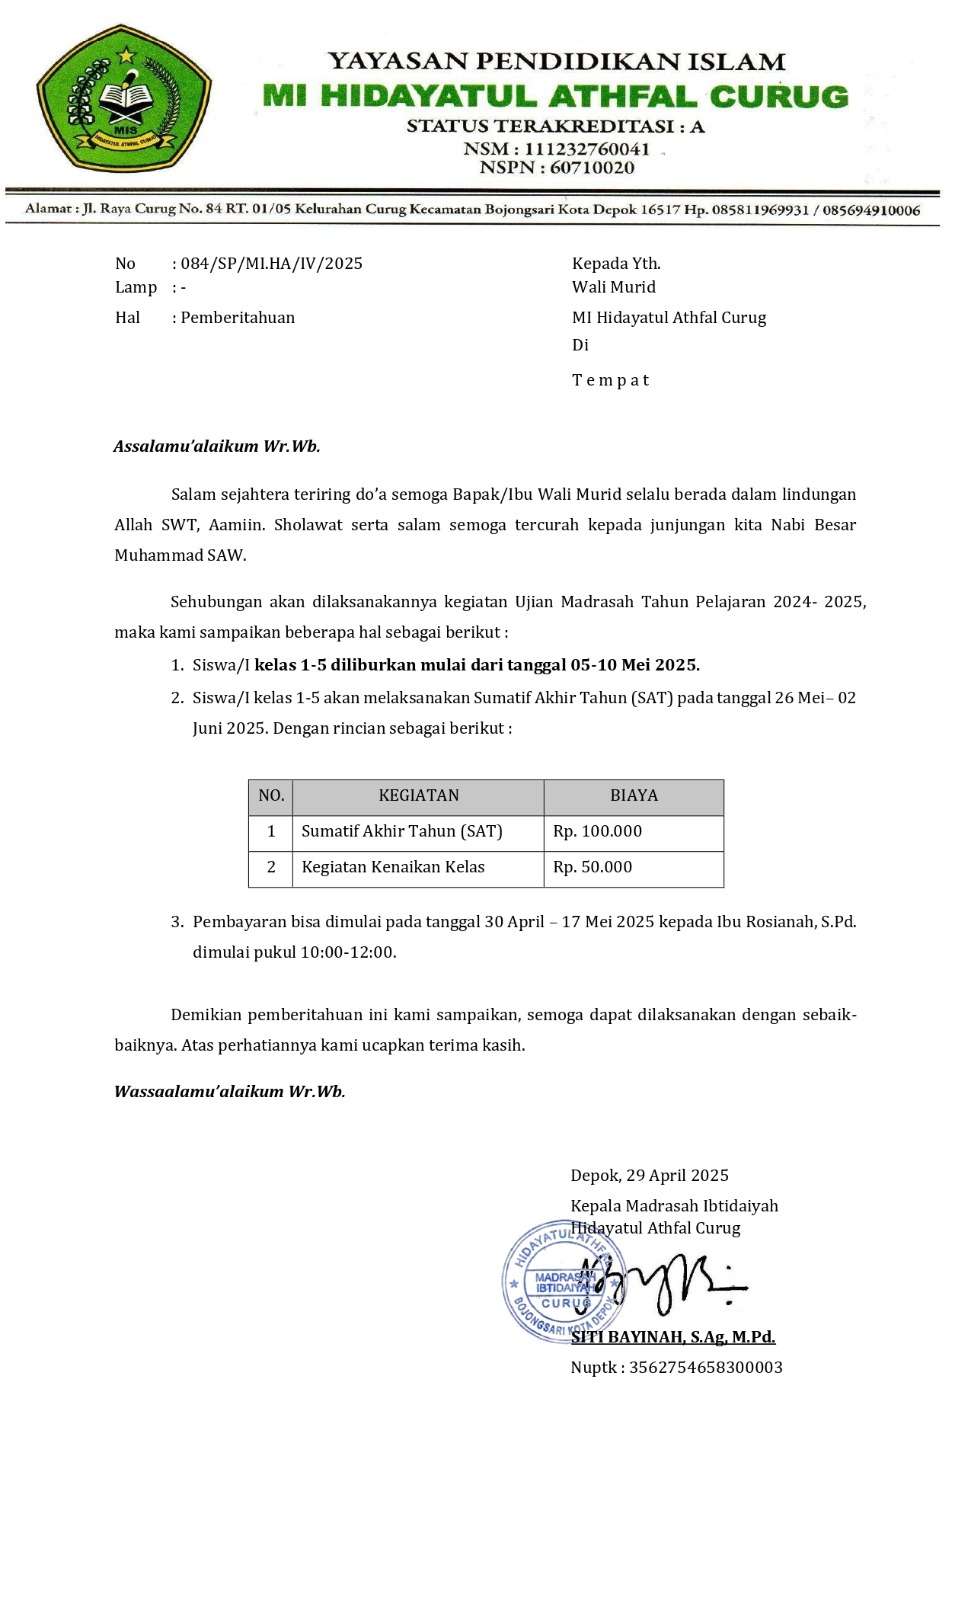 MIS
HIDAYATUL ATHFAL CURUG
YAYASAN PENDIDIKAN ISLAM
MI HIDAYATUL ATHFAL CURUG
STATUS TERAKREDITASI : A
NSM : 111232760041
NSPN : 60710020
Alamat : Jl. Raya Curug No. 84 RT. 01/05 Kelurahan Curug Kecamatan Bojongsari Kota Depok 16517 Hp. 085811969931 / 085694910006
No : 084/SP/MI.HA/IV/2025
Lamp : -
Hal : Pemberitahuan
Kepada Yth.
Wali Murid
MI Hidayatul Athfal Curug
Di
T e m p a t
Assalamu’alaikum Wr.Wb.
Salam sejahtera teriring do’a semoga Bapak/Ibu Wali Murid selalu berada dalam lindungan
Allah SWT, Aamiin. Sholawat serta salam semoga tercurah kepada junjungan kita Nabi Besar
Muhammad SAW.
Sehubungan akan dilaksanakannya kegiatan Ujian Madrasah Tahun Pelajaran 2024- 2025,
maka kami sampaikan beberapa hal sebagai berikut :
1. Siswa/I kelas 1-5 diliburkan mulai dari tanggal 05-10 Mei 2025.
2. Siswa/I kelas 1-5 akan melaksanakan Sumatif Akhir Tahun (SAT) pada tanggal 26 Mei– 02
Juni 2025. Dengan rincian sebagai berikut :
NO. KEGIATAN BIAYA
1 Sumatif Akhir Tahun (SAT) Rp. 100.000
2 Kegiatan Kenaikan Kelas Rp. 50.000
3. Pembayaran bisa dimulai pada tanggal 30 April – 17 Mei 2025 kepada Ibu Rosianah, S.Pd.
dimulai pukul 10:00-12:00.
Demikian pemberitahuan ini kami sampaikan, semoga dapat dilaksanakan dengan sebaik-
baiknya. Atas perhatiannya kami ucapkan terima kasih.
Wassaalamu’alaikum Wr.Wb.
Depok, 29 April 2025
Kepala Madrasah Ibtidaiyah
Hidayatul Athfal Curug
HIDAYATUL ATHFAL
MADRASAH
IBTIDAIYAH
CURUG
BOJONGSARI KOTA DEPOK
SITI BAYINAH, S.Ag, M.Pd.
Nuptk : 3562754658300003